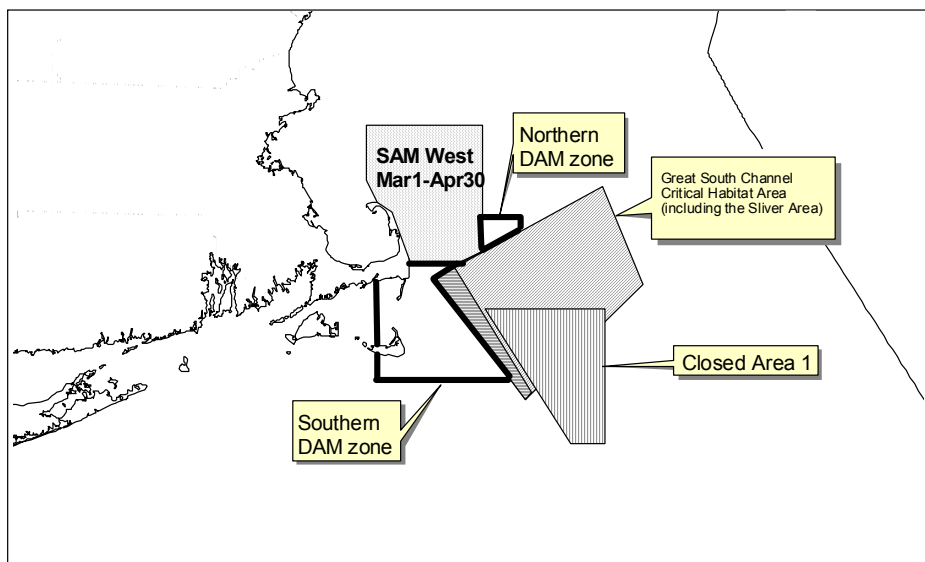 SAM West
Mar1-Apr30
Northern
DAM zone
Great South Channel
Critical Habitat Area
(including the Sliver Area)
Closed Area 1
Southern
DAM zone